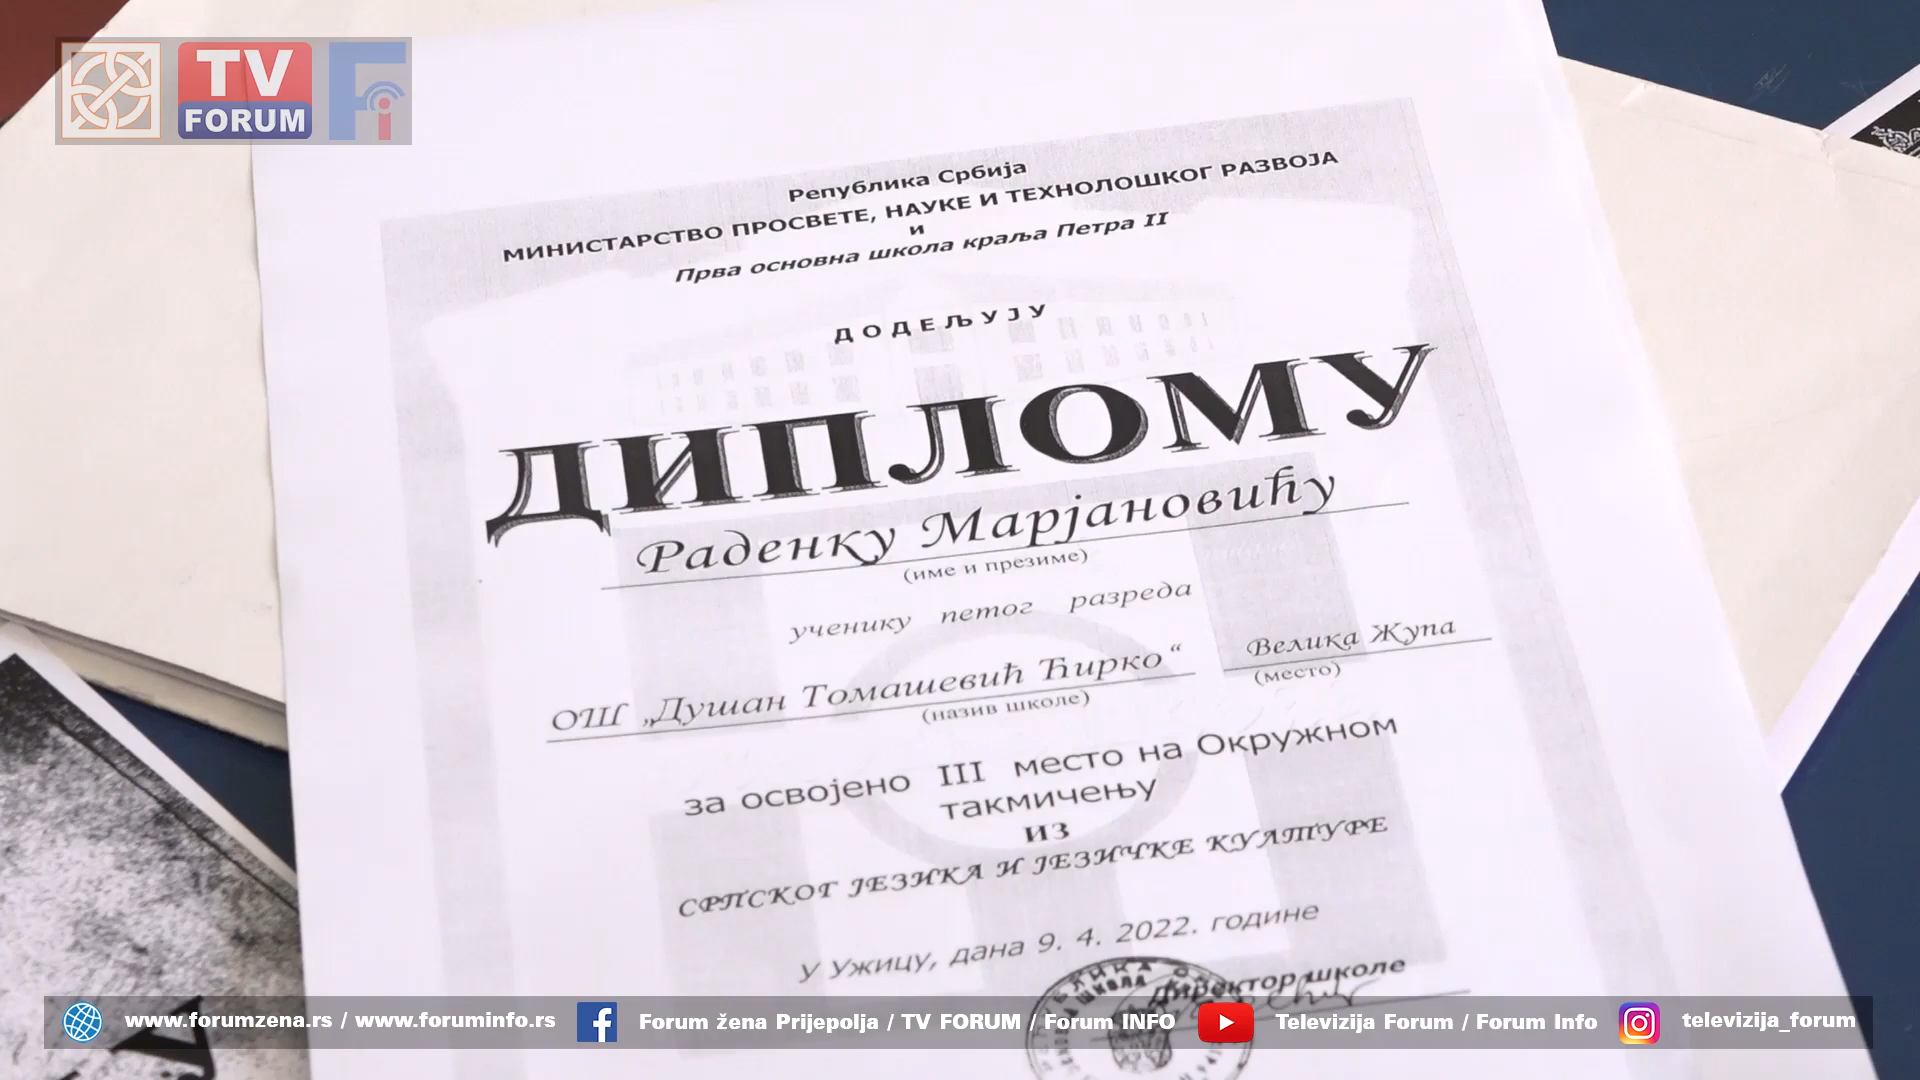 TV
FORUM
Fi
Република Србија
МИНИСТАРСТВО ПРОСВЕТЕ, НАУКЕ И ТЕХНОЛОШКОГ РАЗВОЈА
и
Прва основна школа краља Петра II
ДОДЕЉУЈУ
ДИПЛОМУ
Раденку Марјановићу
(име и презиме)
ученику петог разреда
ОШ „Душан Томашевић Ћирко“ Велика Жупа
(назив школе) (место)
за освојено III место на Окружном
такмичењу
из
СРПСКОГ ЈЕЗИКА И ЈЕЗИЧКЕ КУЛТУРЕ
У Ужицу, дана 9. 4. 2022. године
Директор школе
www.forumzena.rs / www.foruminfo.rs Forum žena Prijepolja / TV FORUM / Forum INFO Televizija Forum / Forum Info televizija_forum